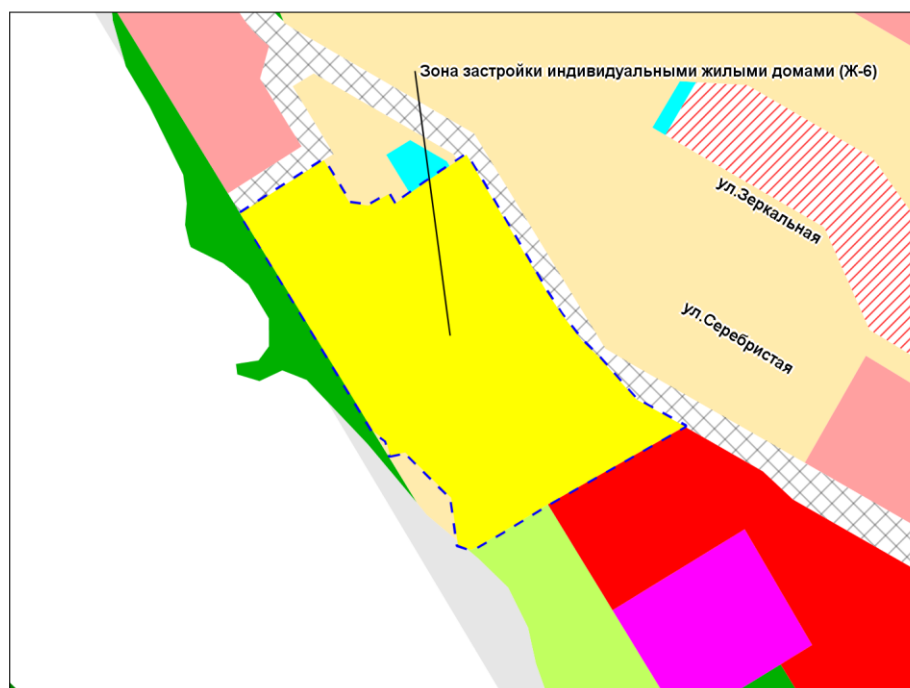 Зона застройки индивидуальными жилыми домами (Ж-6)
ул.Зеркальная
ул.Серебристая